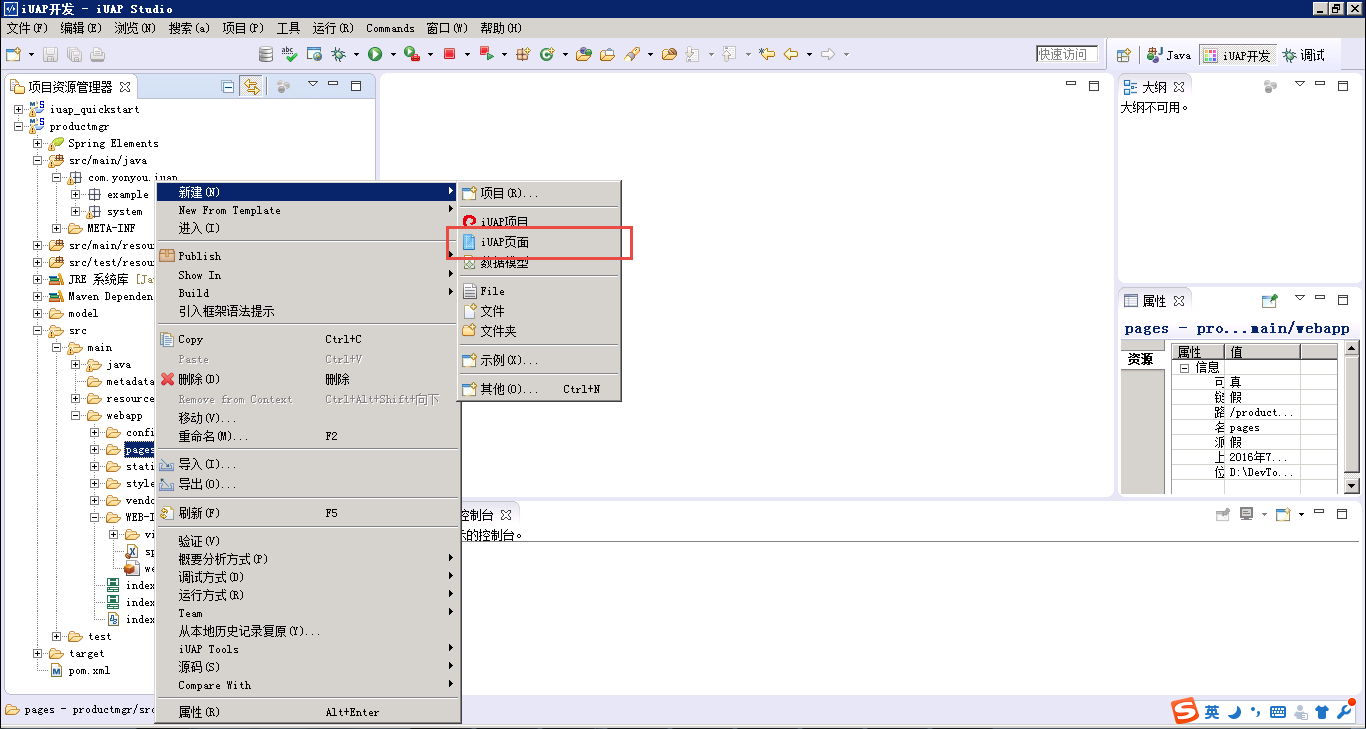 iUAP开发 - iUAP Studio
文件(F) 编辑(E) 浏览(N) 搜索(a) 项目(P) 工具 运行(R) Commands 窗口(W) 帮助(H)
快速访问 Java iUAP开发 调试
项目资源管理器
iuap_quickstart
productmgr
Spring Elements
src/main/java
com.yonyou.iuap
example
system
META-INF
src/main/resou
src/test/resou
JRE 系统库 [Ja
Maven Dependen
model
src
main
java
metadata
resource
webapp
confi
pages
stati
style
vendo
WEB-I
vi
sp
we
index
index
index
test
target
pom.xml
新建(N)
New From Template
进入(I)
Publish
Show In
Build
引入框架语法提示
Copy Ctrl+C
Paste Ctrl+V
删除(D) 删除
Remove from Context Ctrl+Alt+Shift+向下
移动(V)...
重命名(M)... F2
导入(I)...
导出(O)...
刷新(F) F5
验证(V)
概要分析方式(P)
调试方式(D)
运行方式(R)
Team
从本地历史记录复原(Y)...
iUAP Tools
源码(S)
Compare With
属性(R) Alt+Enter
项目(R)...
iUAP项目
iUAP页面
数据模型
File
文件
文件夹
示例(X)...
其他(O)... Ctrl+N
大纲
大纲不可用。
属性
pages - pro...main/webapp
资源
属性 值
信息
可 真
链 假
路 /product...
名 pages
派 假
上 2016年7...
位 D:\DevTo...
控制台
示的控制台。
pages - productmgr/src
英